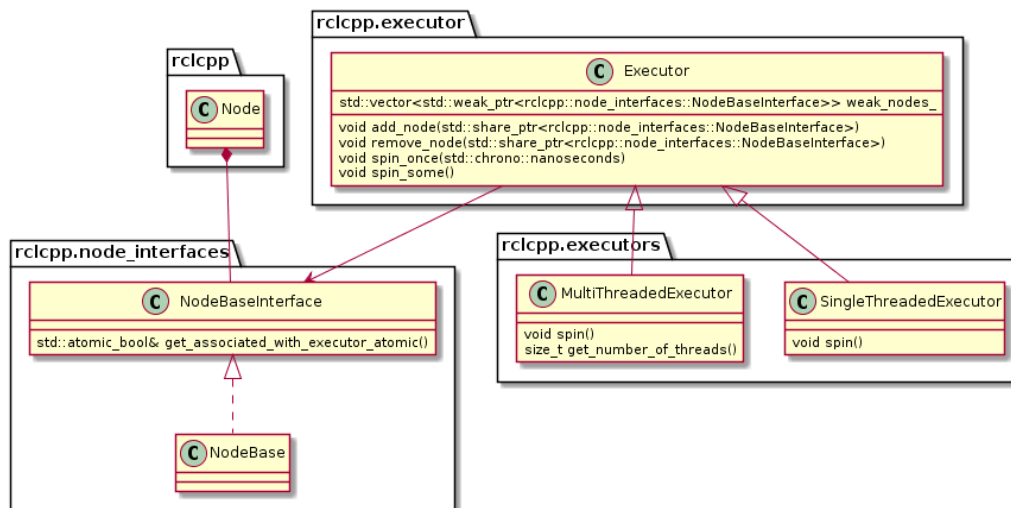 rclcpp.executor
rclcpp
C Executor
std::vector<std::weak_ptr<rclcpp::node_interfaces::NodeBaseInterface>> weak_nodes_
void add_node(std::share_ptr<rclcpp::node_interfaces::NodeBaseInterface>)
void remove_node(std::share_ptr<rclcpp::node_interfaces::NodeBaseInterface>)
void spin_once(std::chrono::nanoseconds)
void spin_some()
C Node
rclcpp.node_interfaces
C NodeBaseInterface
std::atomic_bool& get_associated_with_executor_atomic()
C NodeBase
rclcpp.executors
C MultiThreadedExecutor
void spin()
size_t get_number_of_threads()
C SingleThreadedExecutor
void spin()